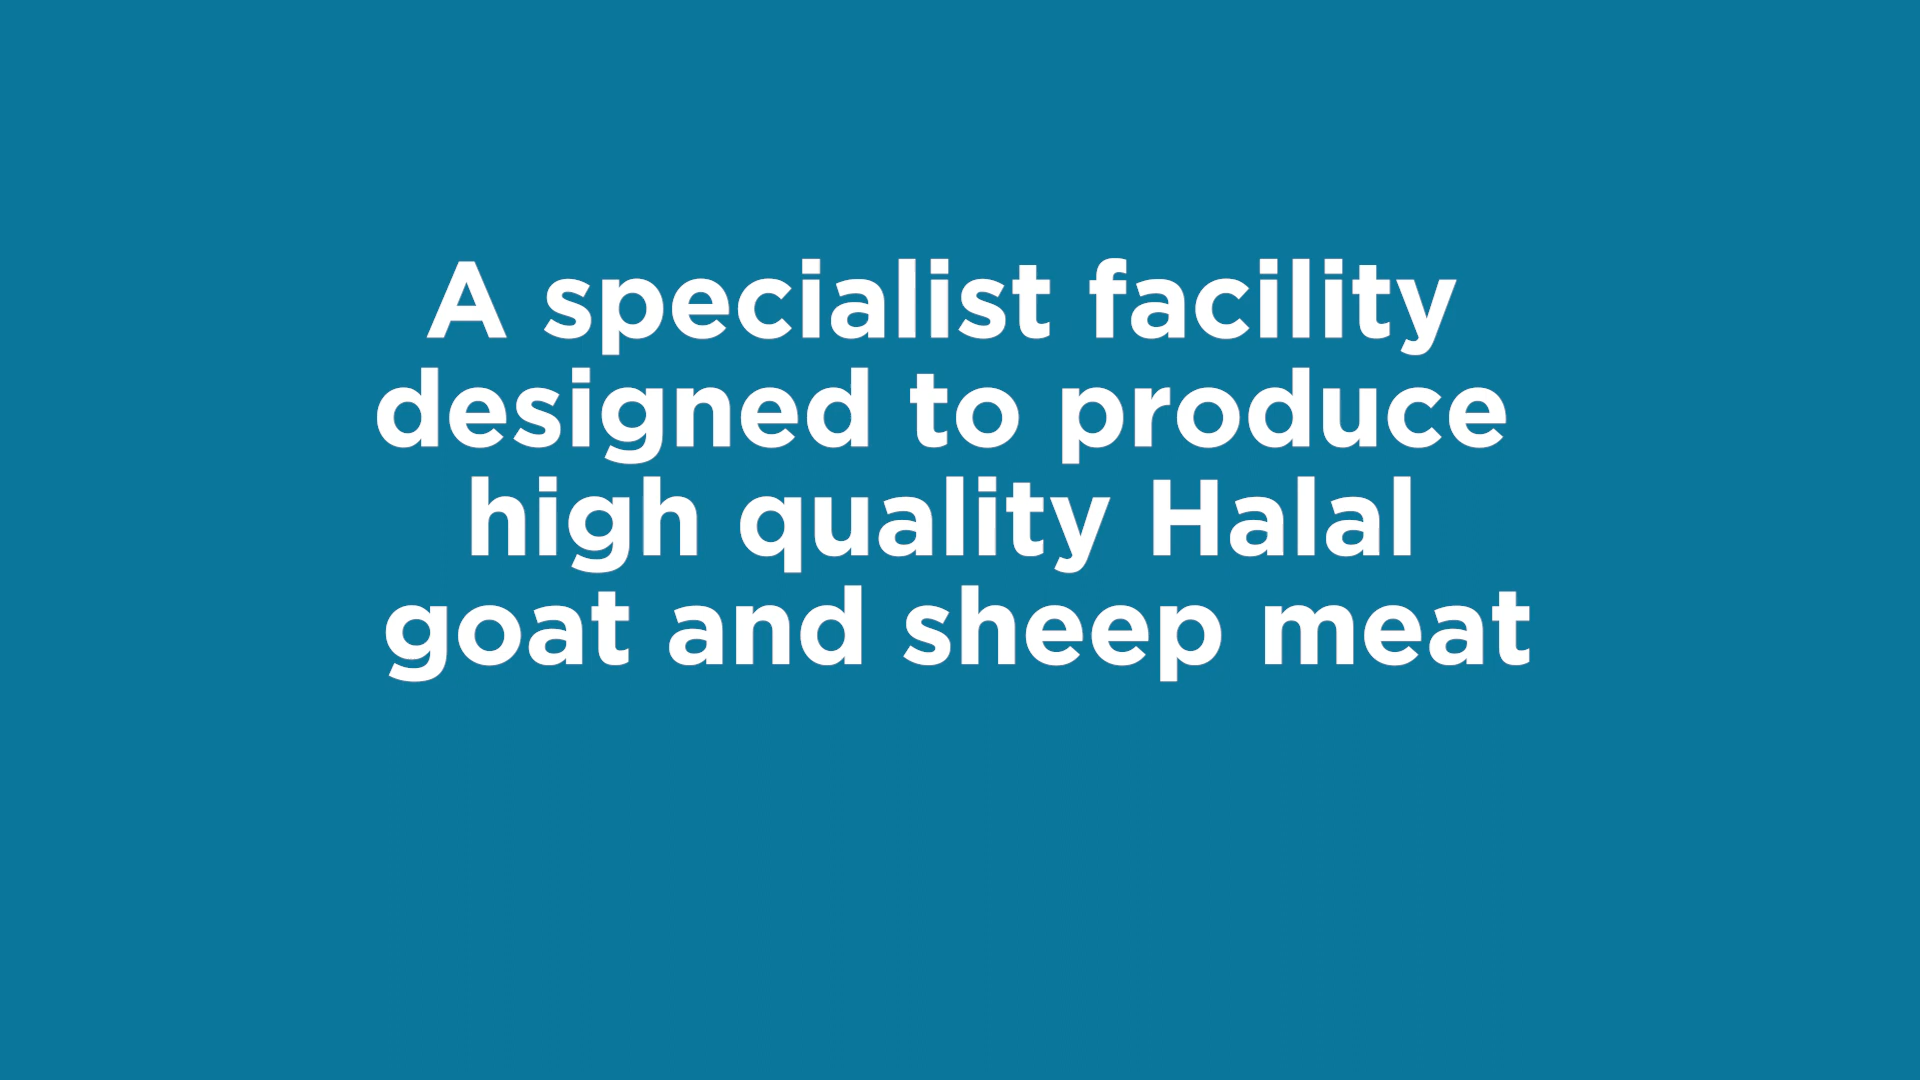 A specialist facility
designed to produce
high quality Halal
goat and sheep meat